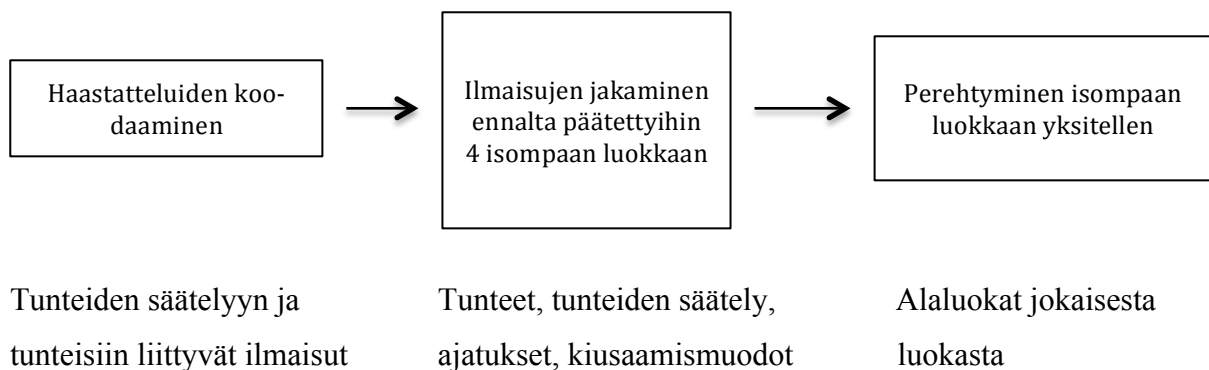 Haastatteluiden koo-
daaminen
Ilmaisujen jakaminen
ennalta päätettyihin
4 isompaan luokkaan
Perehtyminen isompaan
luokkaan yksitellen
Tunteiden säätelyyn ja
tunteisiin liittyvät ilmaisut
Tunteet, tunteiden säätely,
ajatukset, kiusaamismuodot
Alaluokat jokaisesta
luokasta